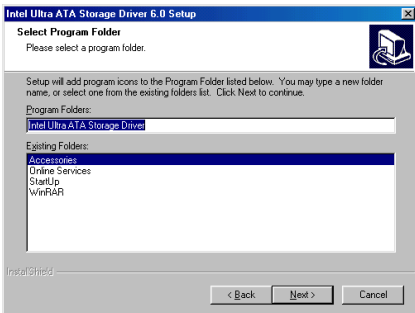 Intel Ultra ATA Storage Driver 6.0 Setup
Select Program Folder
Please select a program folder.
Setup will add program icons to the Program Folder listed below. You may type a new folder
name, or select one from the existing folders list. Click Next to continue.
Program Folders:
Intel Ultra ATA Storage Driver
Existing Folders:
Accessories
Online Services
StartUp
WinRAR
InstallShield
< Back
Next >
Cancel